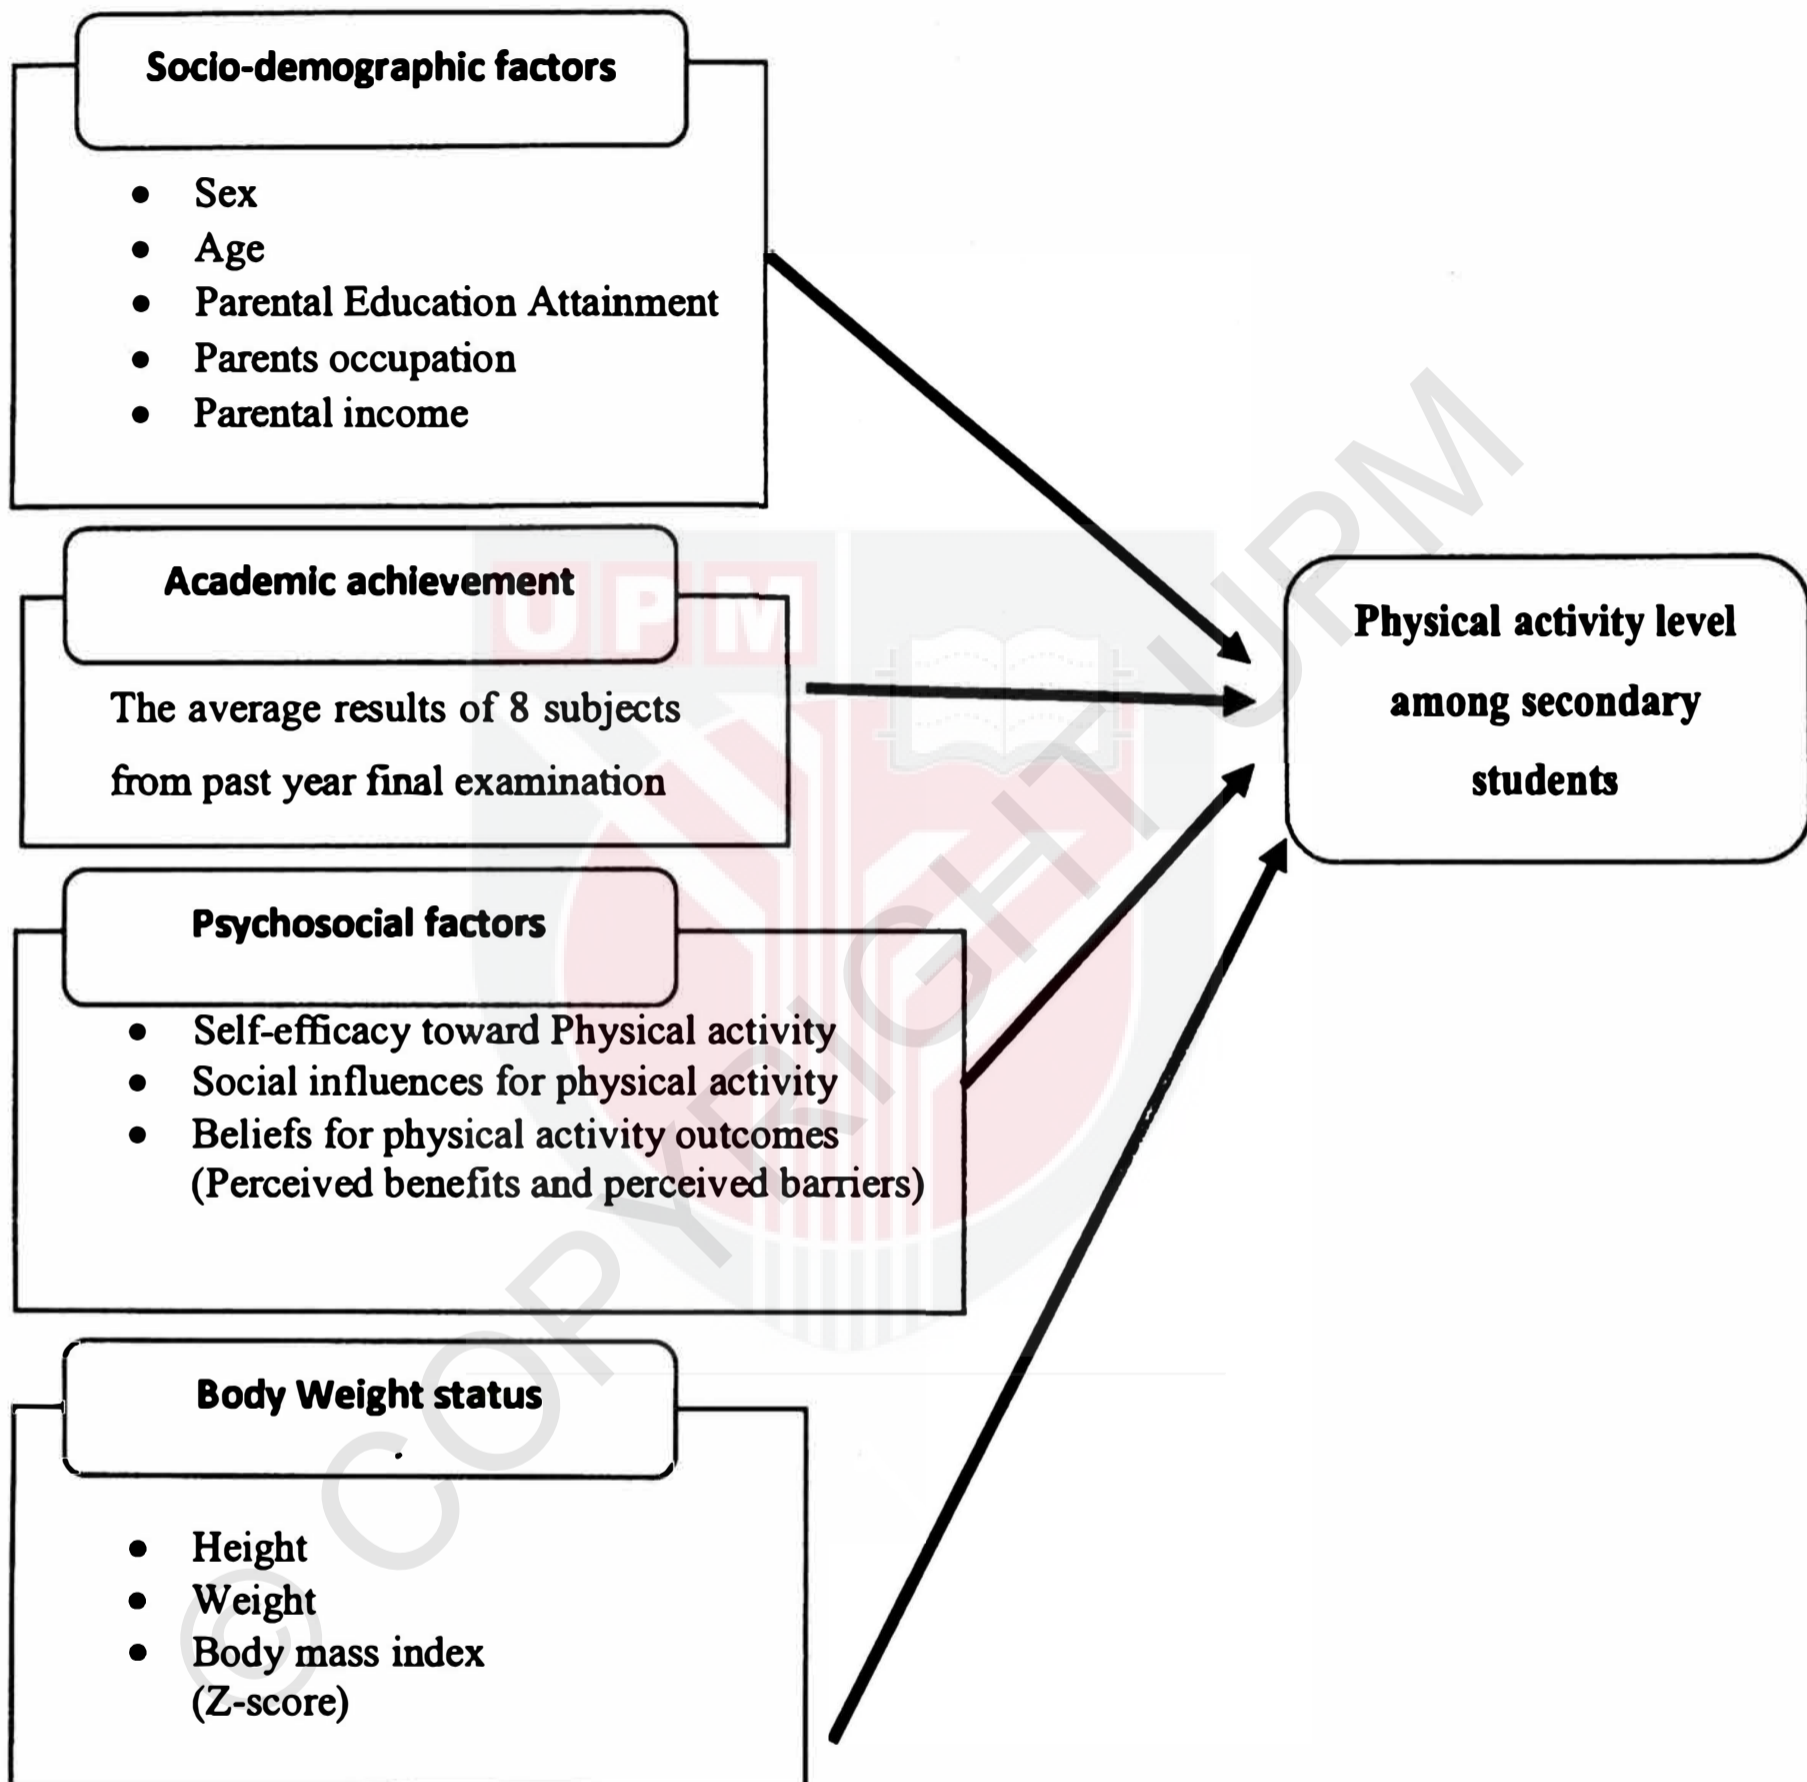 Socio-demographic factors
• Sex
• Age
• Parental Education Attainment
• Parents occupation
• Parental income
Academic achievement
The average results of 8 subjects
from past year final examination
Psychosocial factors
• Self-efficacy toward Physical activity
• Social influences for physical activity
• Beliefs for physical activity outcomes
(Perceived benefits and perceived barriers)
Body Weight status
• Height
• Weight
• Body mass index
(Z-score)
Physical activity level
among secondary
students
UPM
© COPYRIGHT UPM